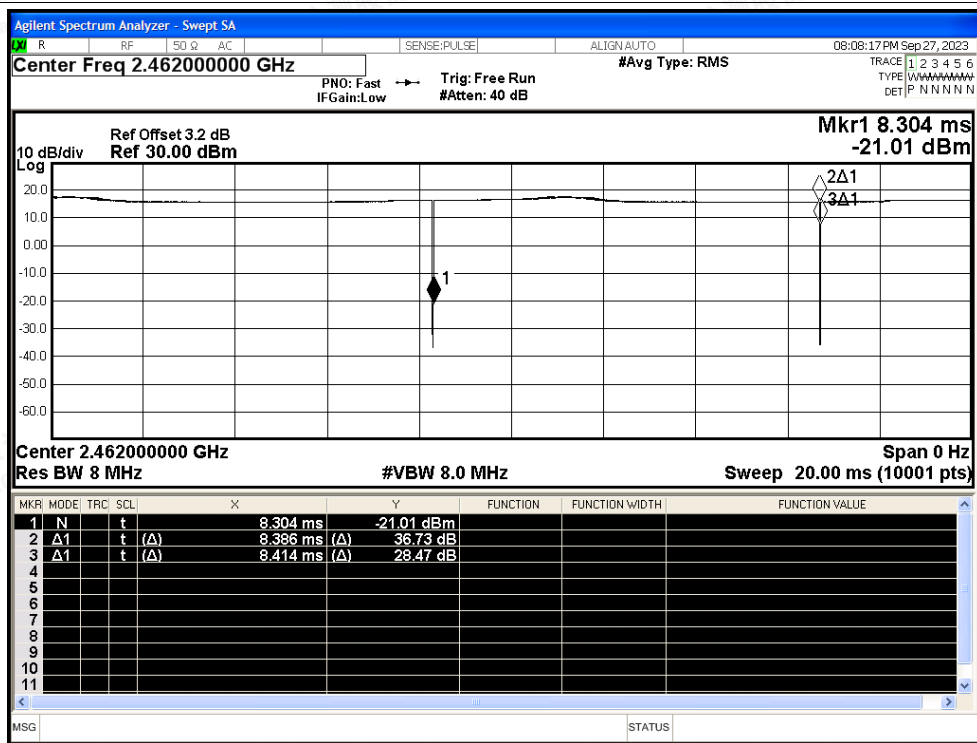 Agilent Spectrum Analyzer - Swept SA
LXI R RF 50 Ω AC SENSE:PULSE ALIGN AUTO 08:08:17 PM Sep 27, 2023
Center Freq 2.462000000 GHz #Avg Type: RMS TRACE 1 2 3 4 5 6
PNO: Fast Trig: Free Run TYPE
IFGain:Low #Atten: 40 dB DET P N N N N N
Mkr1 8.304 ms
-21.01 dBm
Ref Offset 3.2 dB
10 dB/div Ref 30.00 dBm
Log
2Δ1
20.0
3Δ1
10.0
0.00
-10.0
1
-20.0
-30.0
-40.0
-50.0
-60.0
Center 2.462000000 GHz Span 0 Hz
Res BW 8 MHz #VBW 8.0 MHz Sweep 20.00 ms (10001 pts)
MKR MODE TRC SCL X Y FUNCTION FUNCTION WIDTH FUNCTION VALUE
1 N t 8.304 ms -21.01 dBm
2 Δ1 t (Δ) 8.386 ms (Δ) 36.73 dB
3 Δ1 t (Δ) 8.414 ms (Δ) 28.47 dB
4
5
6
7
8
9
10
11
MSG STATUS